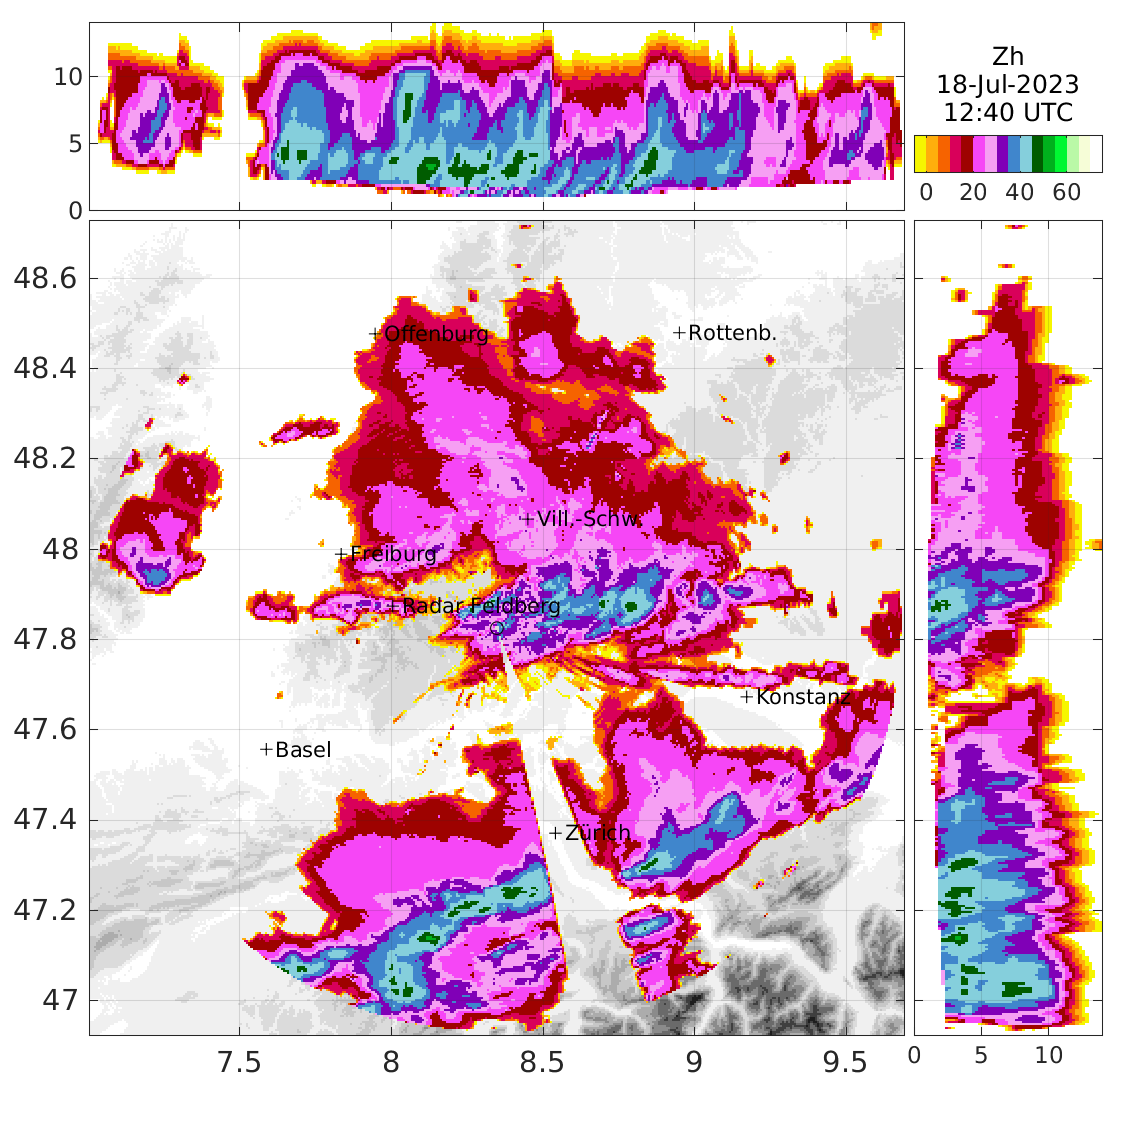 10
5
0
Zh
18-Jul-2023
12:40 UTC
0 20 40 60
48.6
48.4
48.2
48
47.8
47.6
47.4
47.2
47
+Offenburg
+Rottenb.
+Vill.-Schw.
+Freiburg
+Radar Feldberg
+Konstanz
+Basel
+Zürich
7.5 8 8.5 9 9.5
0 5 10